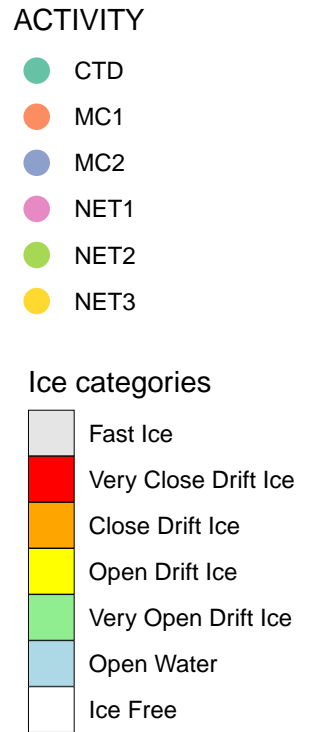 ACTIVITY
CTD
MC1
MC2
NET1
NET2
NET3
Ice categories
Fast Ice
Very Close Drift Ice
Close Drift Ice
Open Drift Ice
Very Open Drift Ice
Open Water
Ice Free